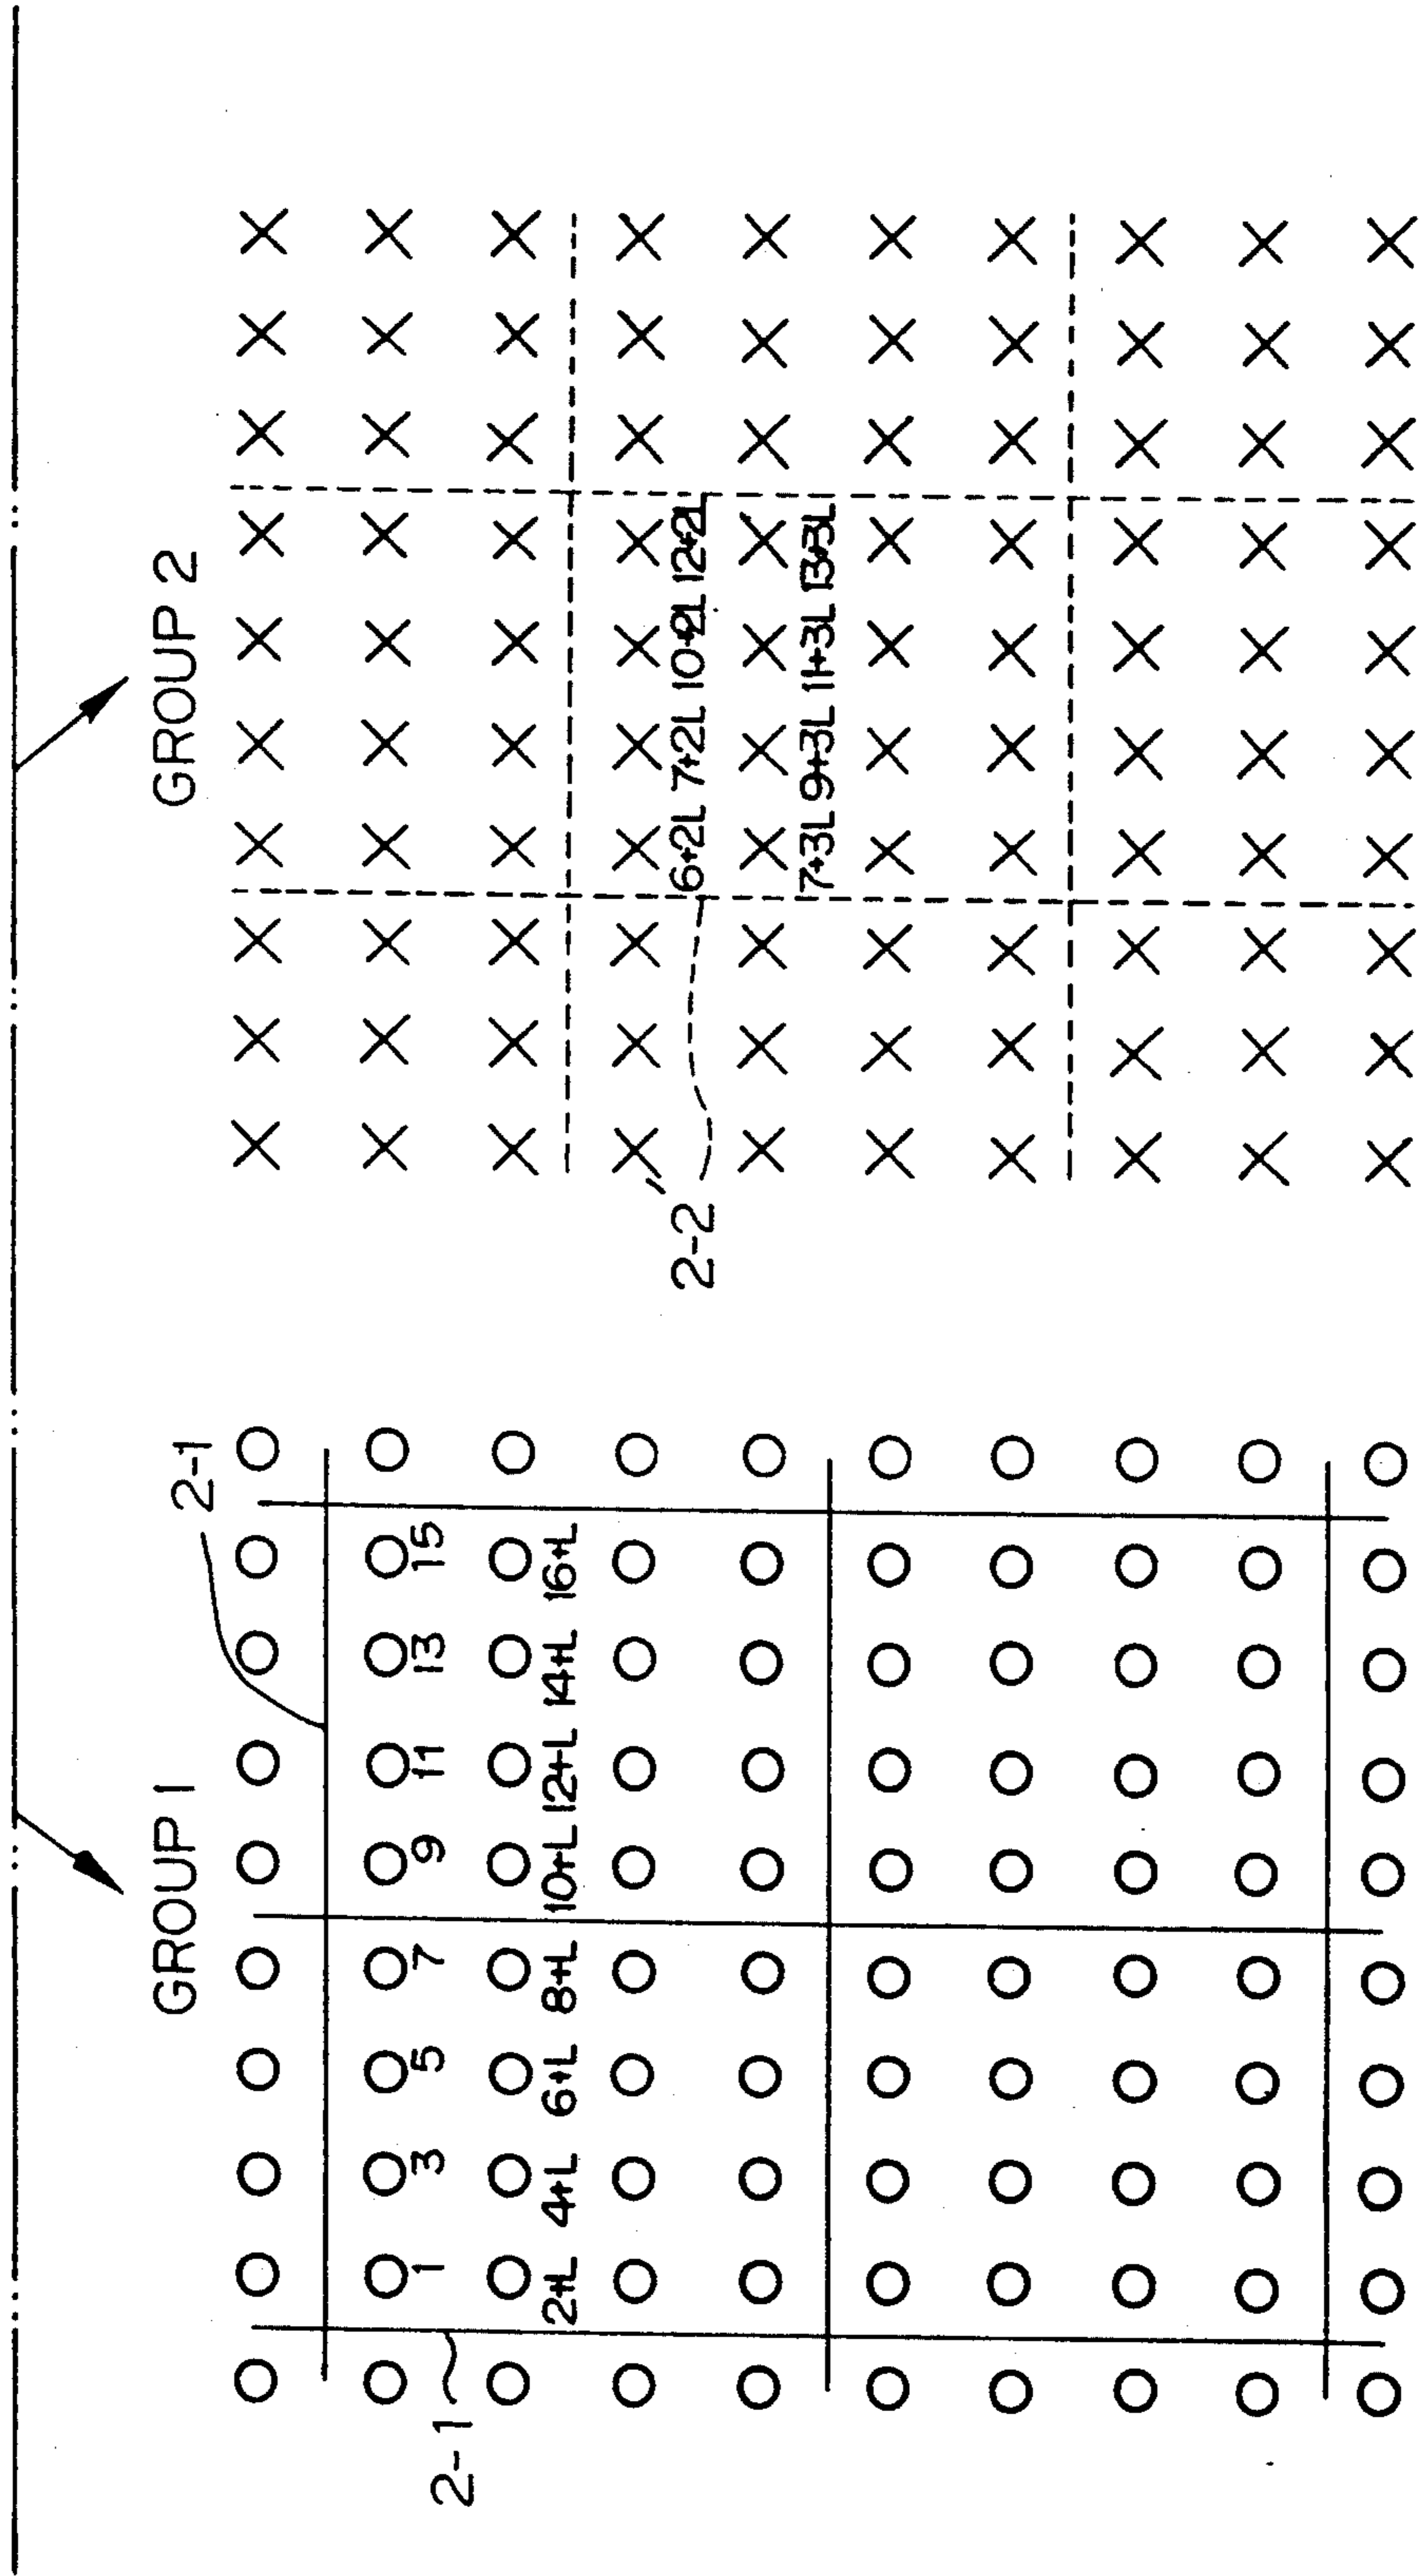 GROUP 1
2-1
1 3 5 7 9 11 13 15
2+L 4+L 6+L 8+L 10+L 12+L 14+L 16+L
2-1
GROUP 2
6+2L 7+2L 10+2L 12+2L
7+3L 9+3L 11+3L 13+3L
2-2